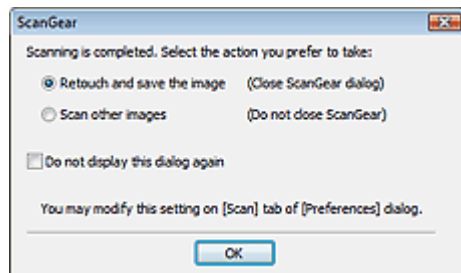 ScanGear
Scanning is completed. Select the action you prefer to take:
Retouch and save the image (Close ScanGear dialog)
Scan other images (Do not close ScanGear)
Do not display this dialog again
You may modify this setting on [Scan] tab of [Preferences] dialog.
OK